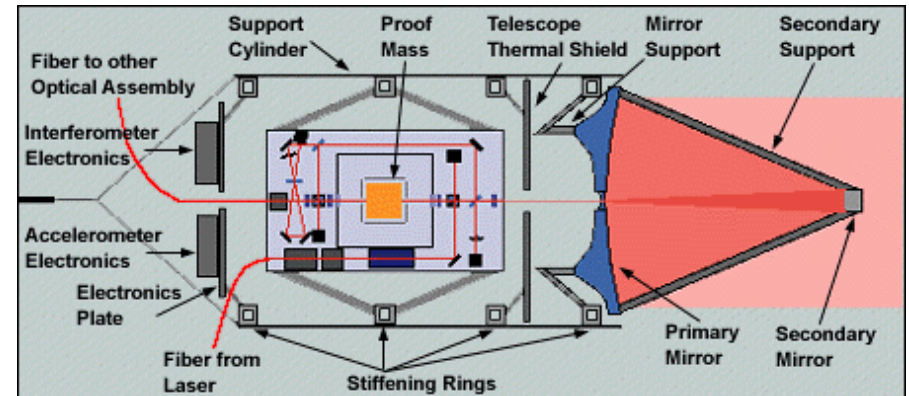 Support
Cylinder
Proof
Mass
Telescope
Thermal Shield
Mirror
Support
Secondary
Support
Fiber to other
Optical Assembly
Interferometer
Electronics
Accelerometer
Electronics
Electronics
Plate
Fiber from
Laser
Stiffening Rings
Primary
Mirror
Secondary
Mirror